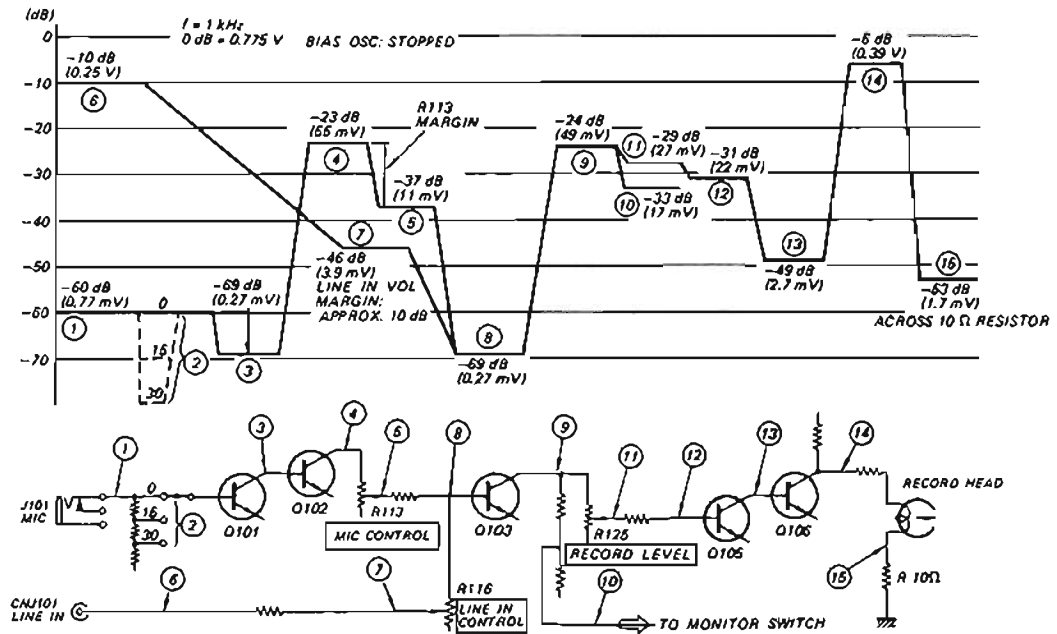 (dB)
f = 1 kHz
0 dB = 0.775 V BIAS OSC: STOPPED
0
-10
-20
-30
-40
-50
-60
-70
-10 dB
(0.25 V)
6
-60 dB
(0.77 mV)
1
0
15
30
2
-69 dB
(0.27 mV)
3
-23 dB
(55 mV)
4
R113
MARGIN
-37 dB
(11 mV)
5
7
-46 dB
(3.9 mV)
LINE IN VOL
MARGIN:
APPROX. 10 dB
8
-69 dB
(0.27 mV)
-24 dB
(49 mV)
9
11
-29 dB
(27 mV)
10
-33 dB
(17 mV)
-31 dB
(22 mV)
12
13
-49 dB
(2.7 mV)
-6 dB
(0.39 V)
14
15
-53 dB
(1.7 mV)
ACROSS 10 Ω RESISTOR
J101
MIC
1
0
15
30
2
3
Q101
4
Q102
5
R113
MIC CONTROL
8
Q103
9
11
R125
RECORD LEVEL
12
Q105
13
Q106
14
RECORD HEAD
15
R 10Ω
CNJ101
LINE IN
6
7
R116
LINE IN
CONTROL
10
TO MONITOR SWITCH